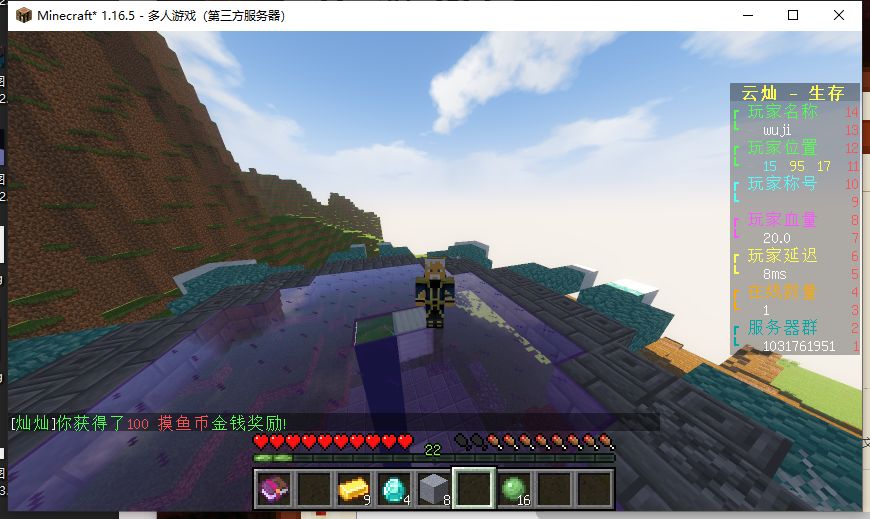 Minecraft* 1.16.5 - 多人游戏（第三方服务器）
云灿 - 生存
玩家名称 14
wuji 13
玩家位置 12
15 95 17 11
玩家称号 10
9
玩家血量 8
20.0 7
玩家延迟 6
8ms 5
在线数量 4
1 3
服务器群 2
1031761951 1
[灿灿]你获得了100 摸鱼币金钱奖励!
22
9 4 8 16